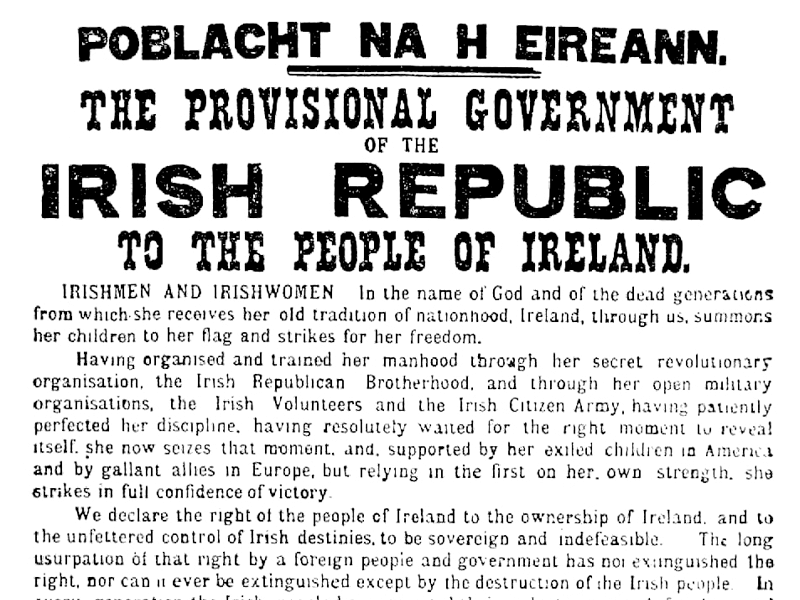 POBLACHT NA H EIREANN.
THE PROVISIONAL GOVERNMENT
OF THE
IRISH REPUBLIC
TO THE PEOPLE OF IRELAND.
IRISHMEN AND IRISHWOMEN In the name of God and of the dead generations
from which she receives her old tradition of nationhood, Ireland, through us, summons
her children to her flag and strikes for her freedom.
Having organised and trained her manhood through her secret revolutionary
organisation, the Irish Republican Brotherhood, and through her open military
organisations, the Irish Volunteers and the Irish Citizen Army, having patiently
perfected her discipline, having resolutely waited for the right moment to reveal
itself, she now seizes that moment, and, supported by her exiled children in America
and by gallant allies in Europe, but relying in the first on her own strength, she
strikes in full confidence of victory.
We declare the right of the people of Ireland to the ownership of Ireland, and to
the unfettered control of Irish destinies, to be sovereign and indefeasible. The long
usurpation of that right by a foreign people and government has not extinguished the
right, nor can it ever be extinguished except by the destruction of the Irish people. In